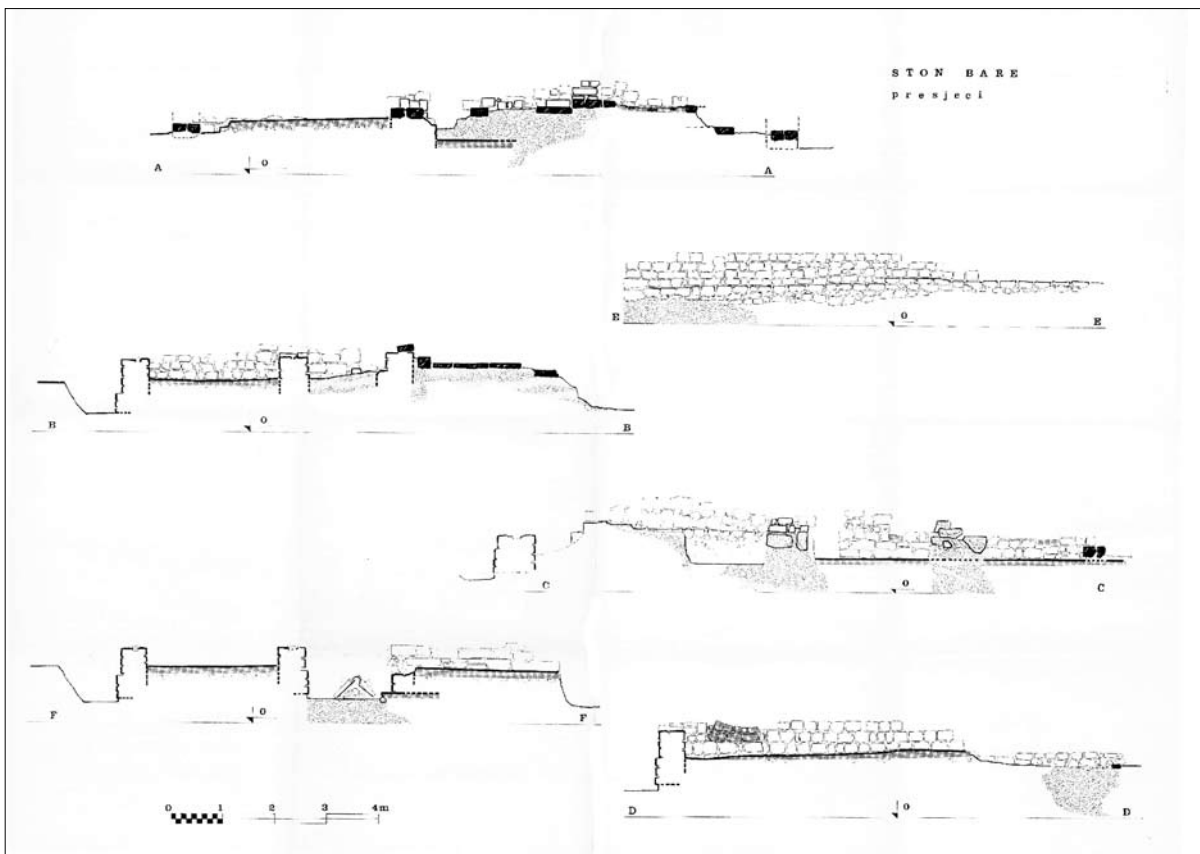 STON BARE
presjeci
A 0 A
E 0 E
B 0 B
C 0 C
F 0 F
D 0 D
0 1 2 3 4m